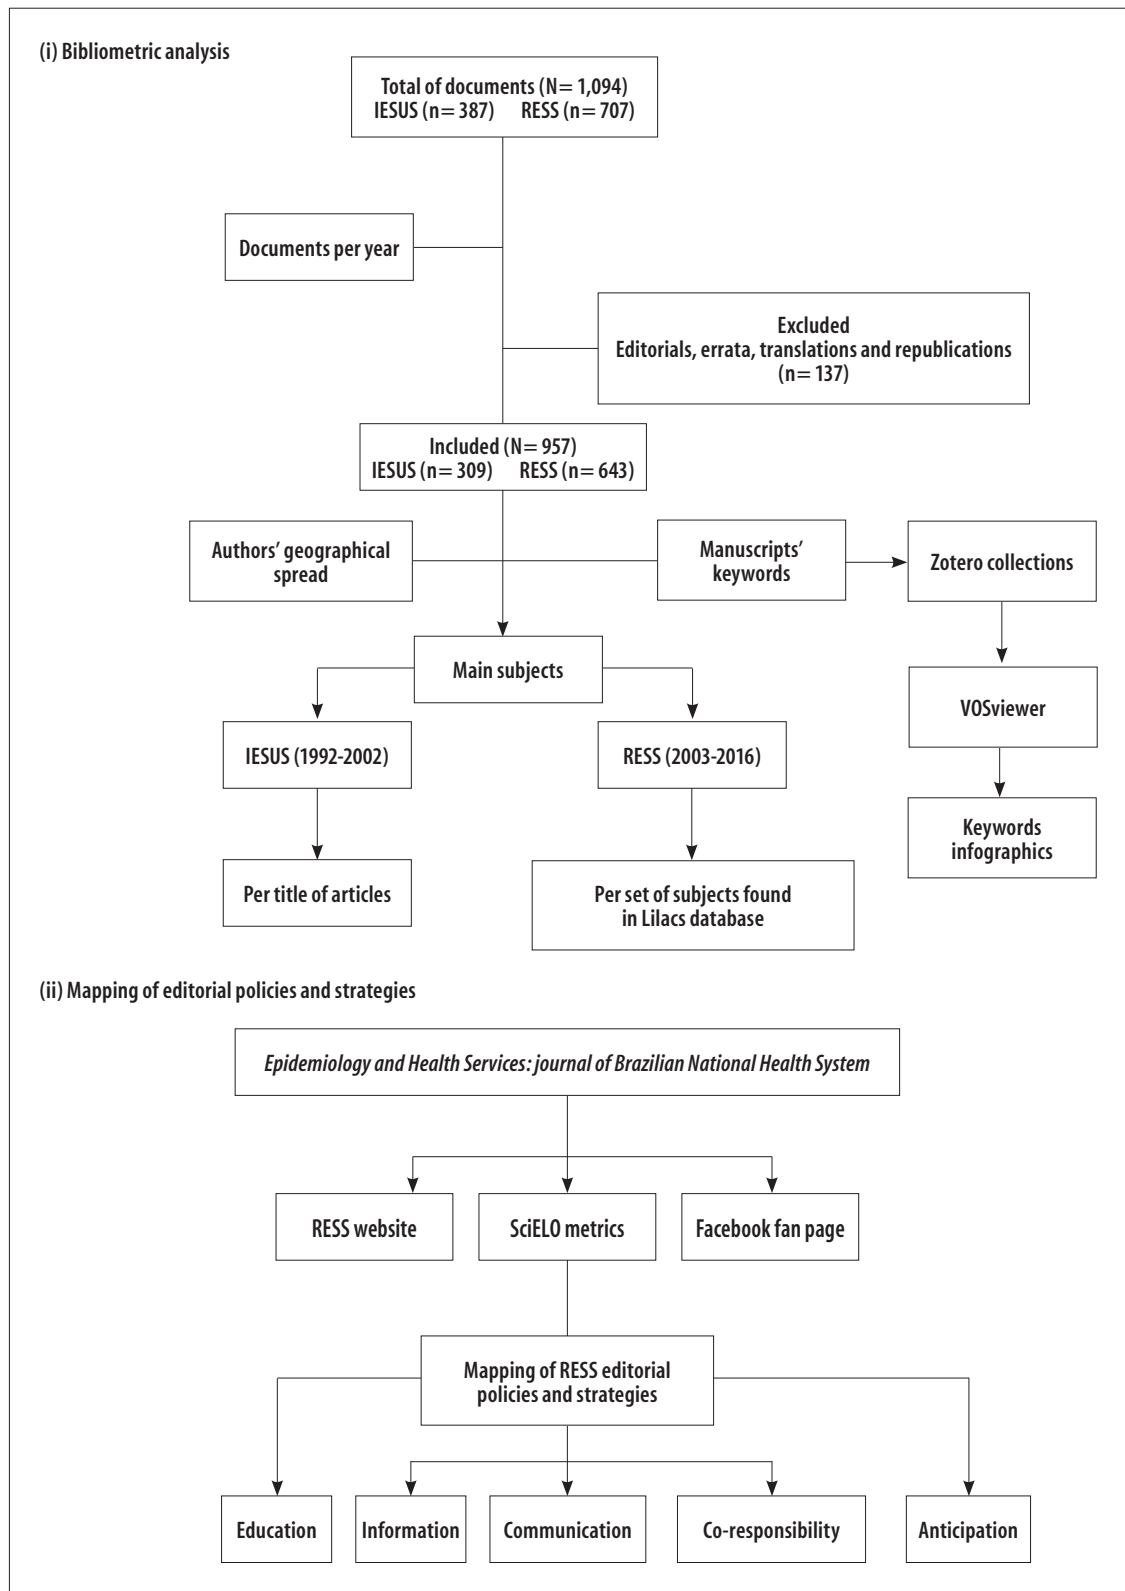 (i) Bibliometric analysis
Total of documents (N= 1,094)
IESUS (n= 387) RESS (n= 707)
Documents per year
Excluded
Editorials, errata, translations and republications
(n= 137)
Included (N= 957)
IESUS (n= 309) RESS (n= 643)
Authors’ geographical
spread
Manuscripts’
keywords
Zotero collections
Main subjects
VOSviewer
IESUS (1992-2002)
RESS (2003-2016)
Keywords
infographics
Per title of articles
Per set of subjects found
in Lilacs database
(ii) Mapping of editorial policies and strategies
Epidemiology and Health Services: journal of Brazilian National Health System
RESS website
SciELO metrics
Facebook fan page
Mapping of RESS editorial
policies and strategies
Education
Information
Communication
Co-responsibility
Anticipation